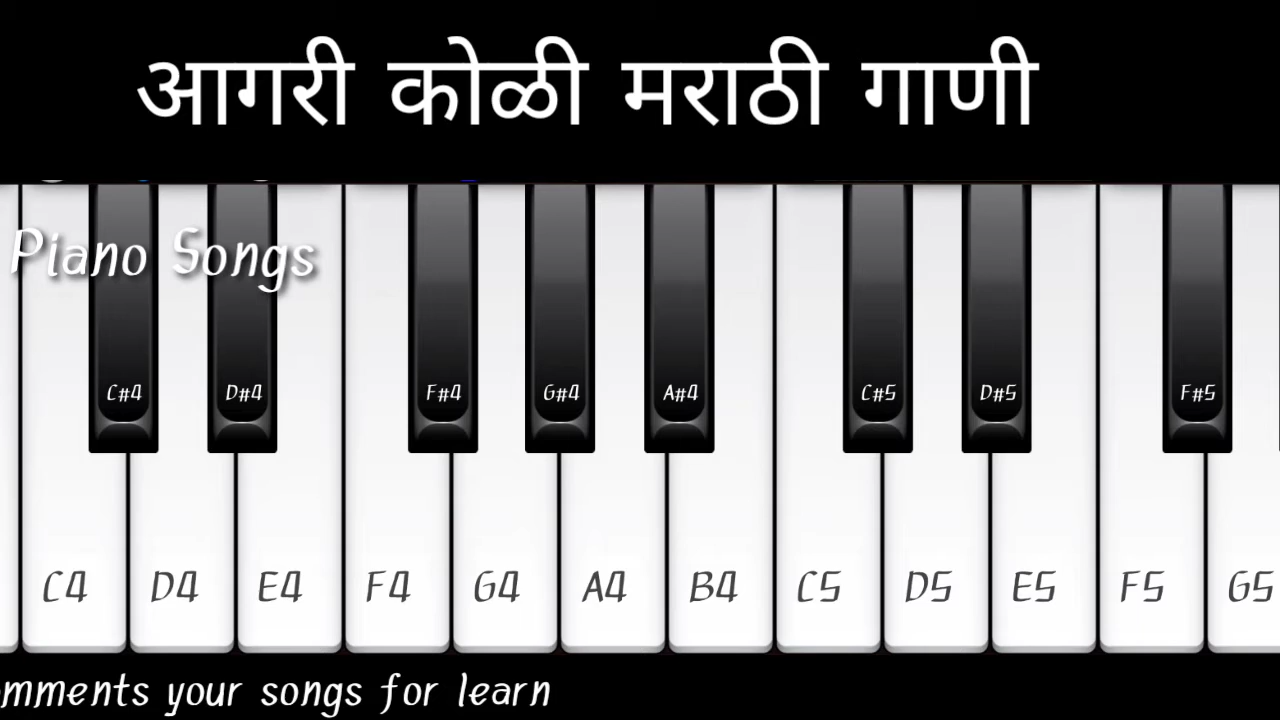 आगरी कोळी मराठी गाणी
Piano Songs
C#4 D#4 F#4 G#4 A#4 C#5 D#5 F#5
C4 D4 E4 F4 G4 A4 B4 C5 D5 E5 F5 G5
your songs for learn